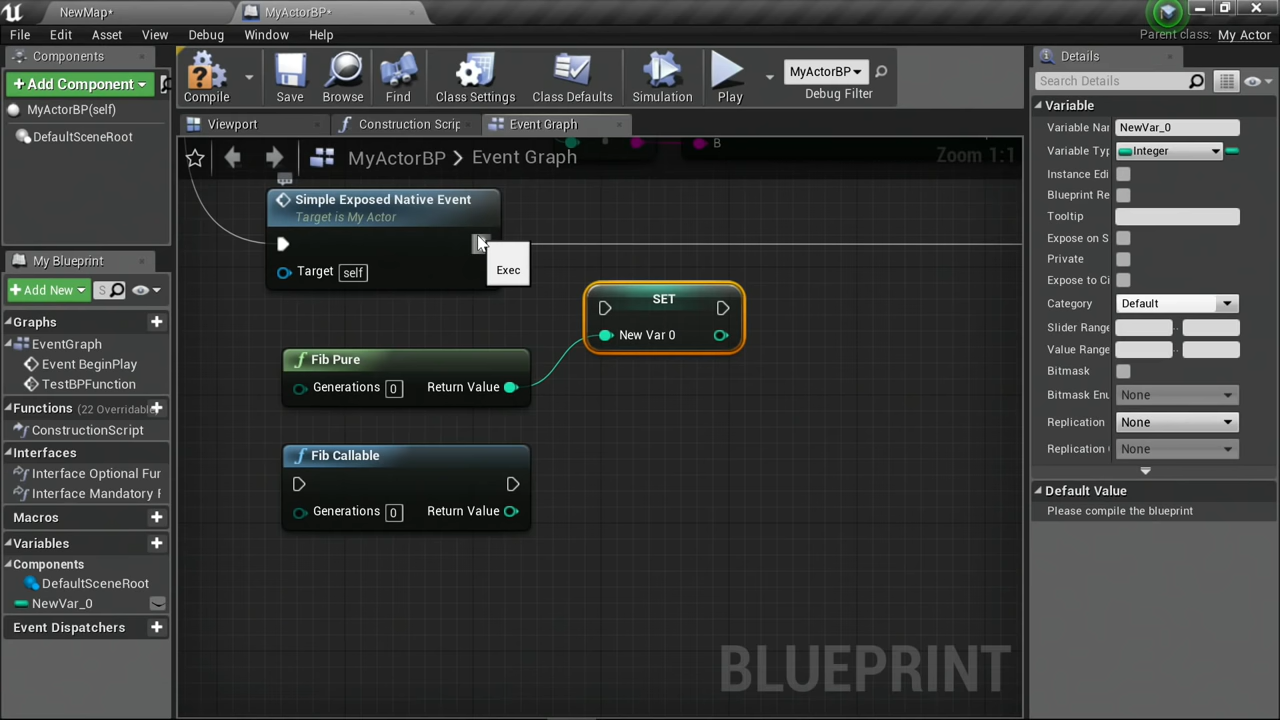 NewMap*
MyActorBP*
File
Edit
Asset
View
Debug
Window
Help
Parent class: My Actor
Components
+Add Component
MyActorBP(self)
DefaultSceneRoot
My Blueprint
+Add New
S
Graphs
EventGraph
Event BeginPlay
TestBPFunction
Functions (22 Overridabl
ConstructionScript
Interfaces
Interface Optional Fur
Interface Mandatory F
Macros
Variables
Components
DefaultSceneRoot
NewVar_0
Event Dispatchers
Compile
Save
Browse
Find
Class Settings
Class Defaults
Simulation
Play
MyActorBP
Debug Filter
Viewport
Construction Scrip
Event Graph
MyActorBP > Event Graph
B
Zoom 1:1
Simple Exposed Native Event
Target is My Actor
Target self
Exec
SET
New Var 0
Fib Pure
Generations 0 Return Value
Fib Callable
Generations 0 Return Value
BLUEPRINT
Details
Search Details
Variable
Variable Na NewVar_0
Variable Typ Integer
Instance Edi
Blueprint Re
Tooltip
Expose on S
Private
Expose to Ci
Category Default
Slider Range
Value Range
Bitmask
Bitmask Enu None
Replication None
Replication None
Default Value
Please compile the blueprint